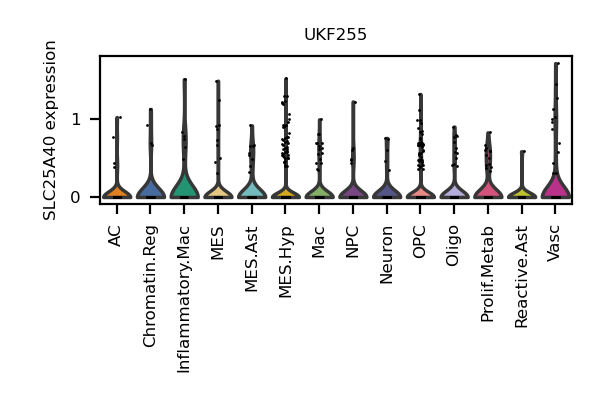 UKF255
SLC25A40 expression
1
0
AC
Chromatin.Reg
Inflammatory.Mac
MES
MES.Ast
MES.Hyp
Mac
NPC
Neuron
OPC
Oligo
Prolif.Metab
Reactive.Ast
Vasc